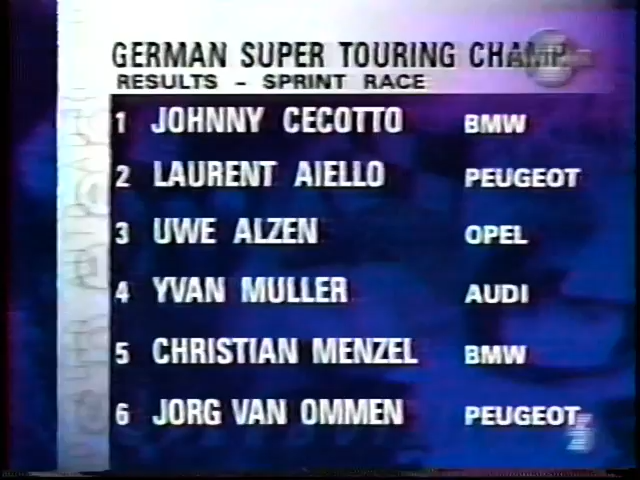 GERMAN SUPER TOURING CHAMP.
RESULTS - SPRINT RACE
1 JOHNNY CECOTTO BMW
2 LAURENT AIELLO PEUGEOT
3 UWE ALZEN OPEL
4 YVAN MULLER AUDI
5 CHRISTIAN MENZEL BMW
6 JORG VAN OMMEN PEUGEOT